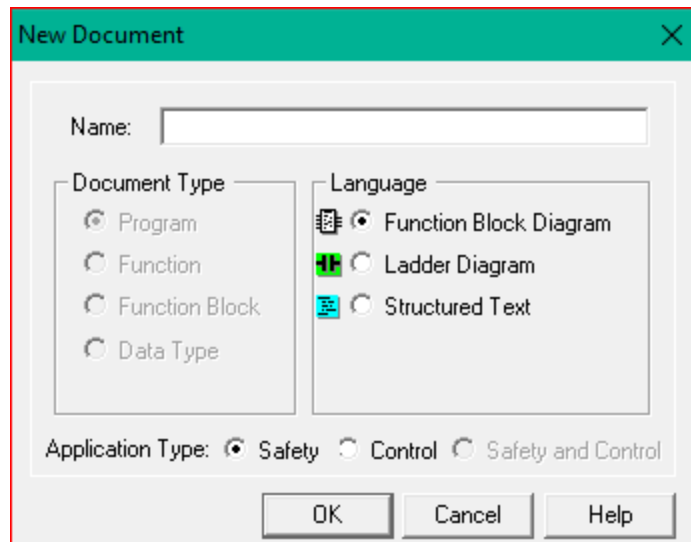 New Document
Name:
Document Type
Program
Function
Function Block
Data Type
Language
Function Block Diagram
Ladder Diagram
Structured Text
Application Type: Safety Control Safety and Control
OK Cancel Help